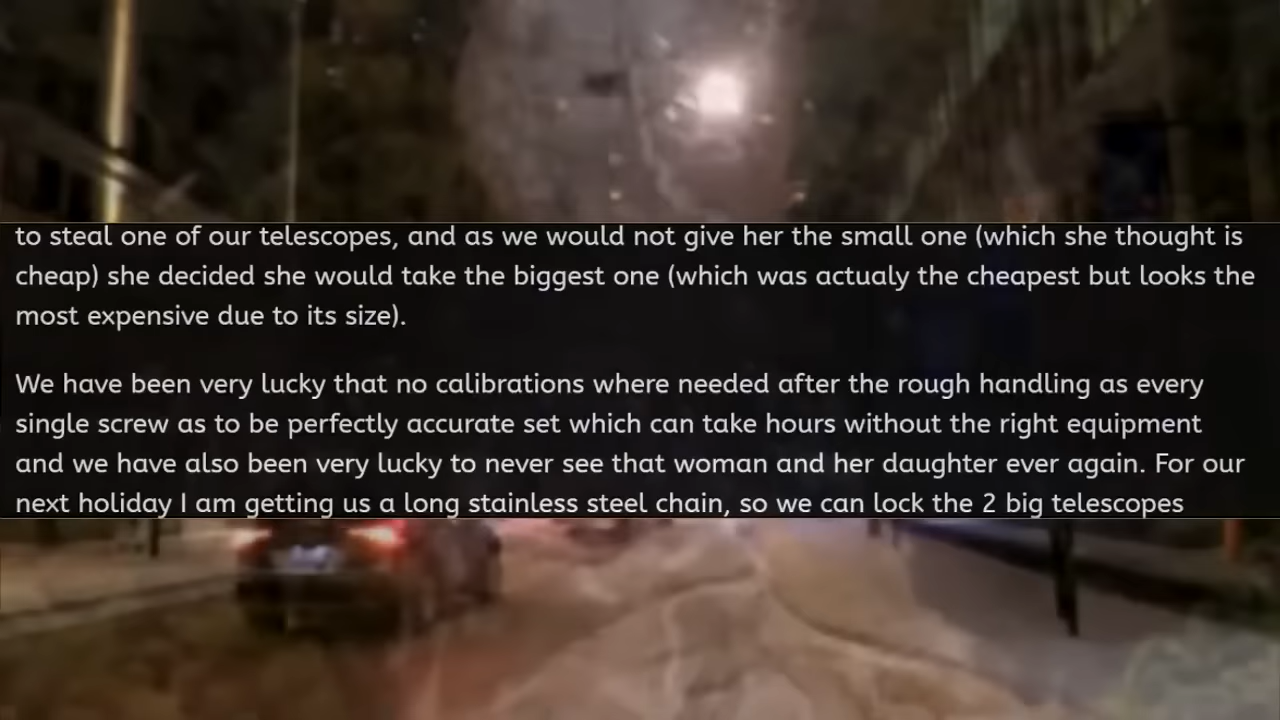 to steal one of our telescopes, and as we would not give her the small one (which she thought is
cheap) she decided she would take the biggest one (which was actualy the cheapest but looks the
most expensive due to its size).
We have been very lucky that no calibrations where needed after the rough handling as every
single screw as to be perfectly accurate set which can take hours without the right equipment
and we have also been very lucky to never see that woman and her daughter ever again. For our
next holiday I am getting us a long stainless steel chain, so we can lock the 2 big telescopes